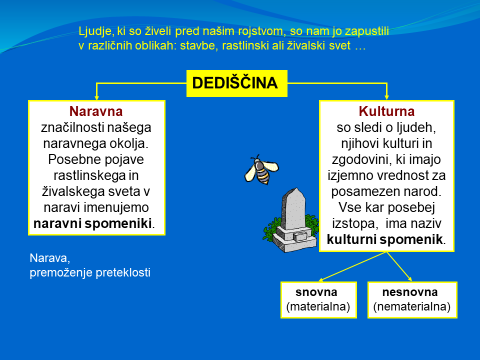 Ljudje, ki so živeli pred našim rojstvom, so nam jo zapustili
v različnih oblikah: stavbe, rastlinski ali živalski svet …
DEDIŠČINA
Naravna
značilnosti našega
naravnega okolja.
Posebne pojave
rastlinskega in
živalskega sveta v
naravi imenujemo
naravni spomeniki.
Kulturna
so sledi o ljudeh,
njihovi kulturi in
zgodovini, ki imajo
izjemno vrednost za
posamezen narod.
Vse kar posebej
izstopa, ima naziv
kulturni spomenik.
Narava,
premoženje preteklosti
snovna
(materialna)
nesnovna
(nematerialna)